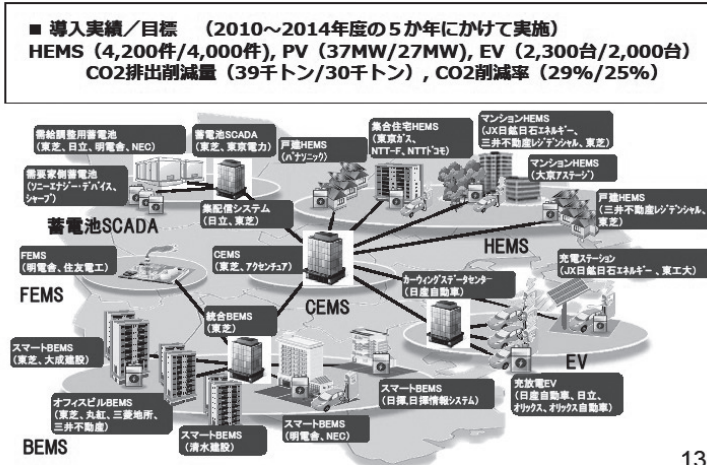 ■ 導入実績／目標　（2010～2014年度の５か年にかけて実施）
HEMS（4,200件/4,000件), PV（37MW/27MW), EV（2,300台/2,000台）
CO2排出削減量（39千トン/30千トン）, CO2削減率（29%/25%）
需給調整用蓄電池
（東芝、日立、明電舎、NEC）
蓄電池SCADA
（東芝、東京電力）
戸建HEMS
（パナソニック）
集合住宅HEMS
（東京ガス、
NTT-F、NTTドコモ）
マンションHEMS
（JX日鉱日石エネルギー、
三井不動産レジデンシャル、東芝）
マンションHEMS
（大京アステージ）
需要家側蓄電池
（ソニーエナジー・デバイス、
シャープ）
集配信システム
（日立、東芝）
戸建HEMS
（三井不動産レジデンシャル、
東芝）
蓄電池SCADA
HEMS
FEMS
（明電舎、住友電工）
CEMS
（東芝、アクセンチュア）
充電ステーション
（JX日鉱日石エネルギー、東工大）
カーウィングスデータセンター
（日産自動車）
FEMS
CEMS
統合BEMS
（東芝）
スマートBEMS
（東芝、大成建設）
EV
オフィスビルBEMS
（東芝、丸紅、三菱地所、
三井不動産）
スマートBEMS
（日揮、日揮情報システム）
充放電EV
（日産自動車、日立、
オリックス、オリックス自動車）
スマートBEMS
（清水建設）
スマートBEMS
（明電舎、NEC）
BEMS
13